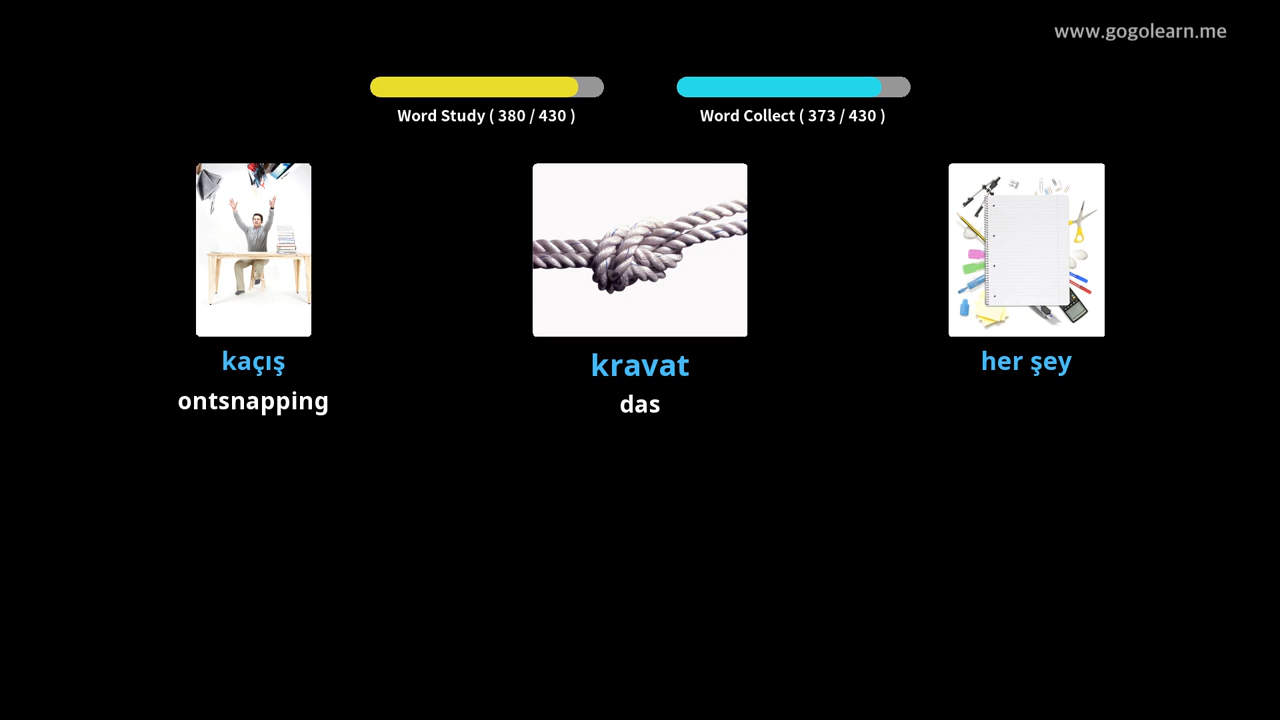 www.gogolearn.me
Word Study ( 380 / 430 )
Word Collect ( 373 / 430 )
kaçış
kravat
her şey
ontsnapping
das